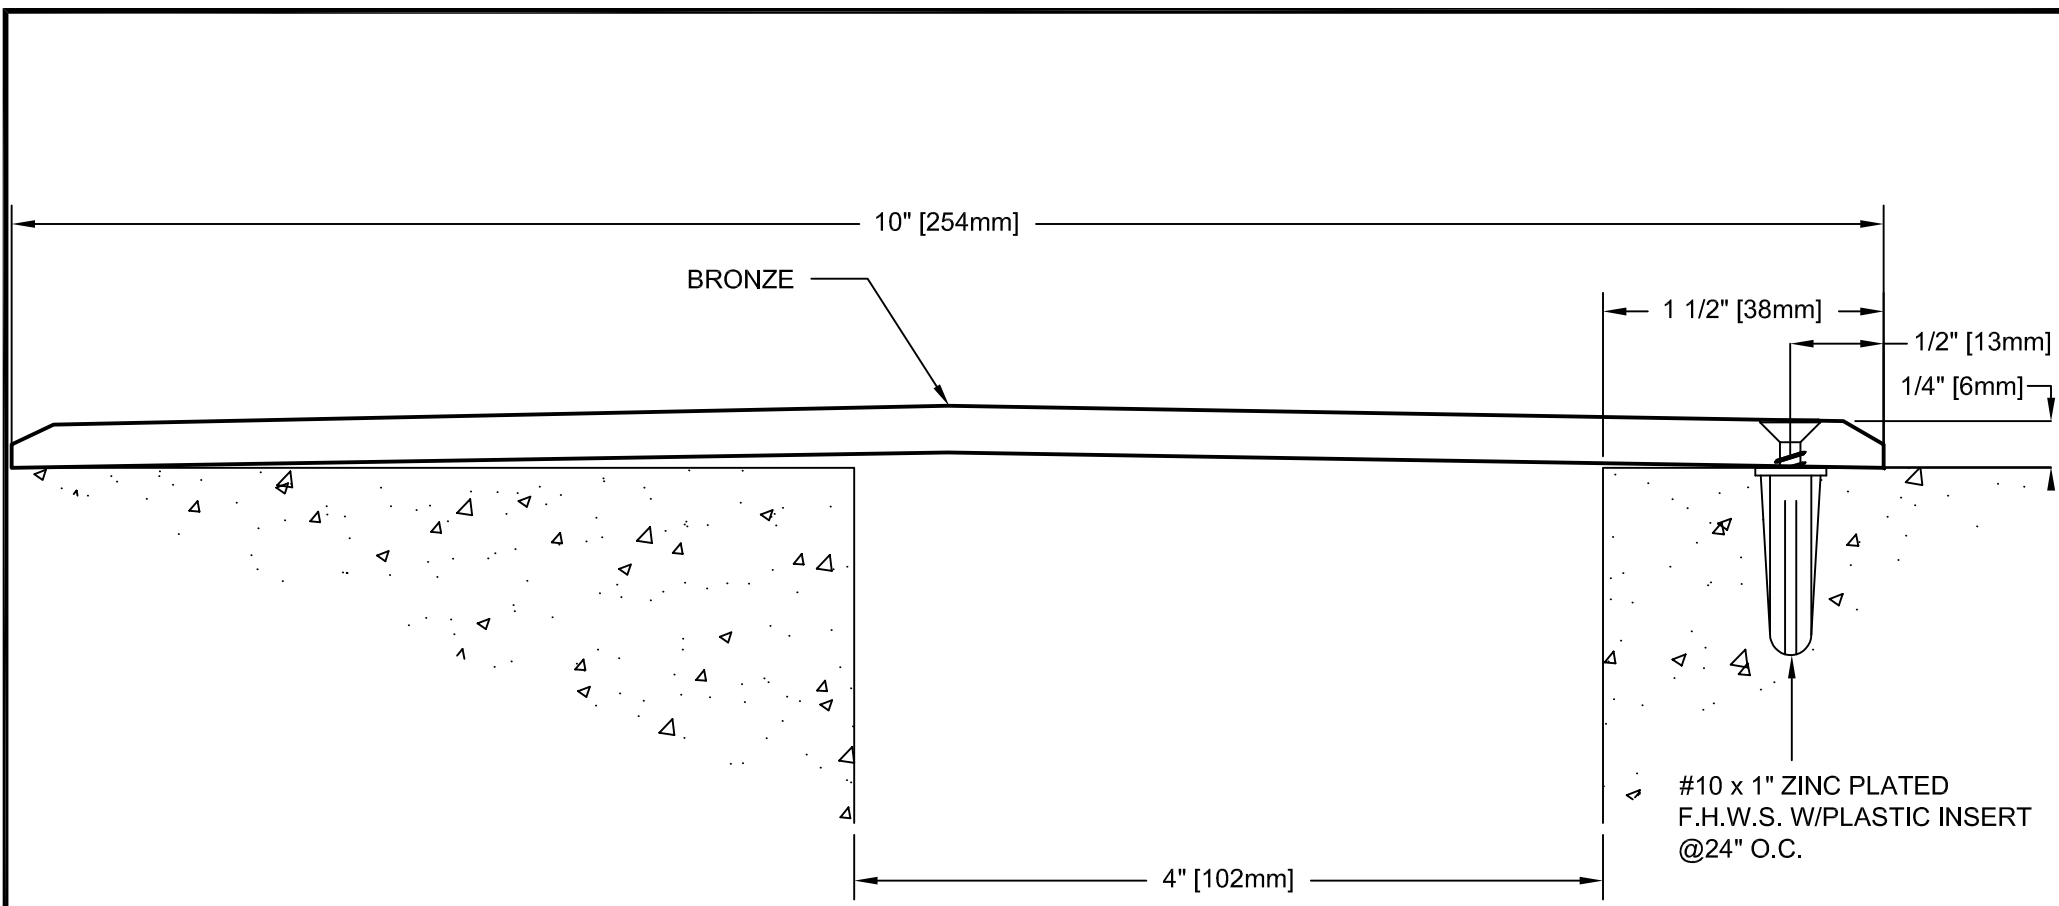 10" [254mm]
BRONZE
1 1/2" [38mm]
1/2" [13mm]
1/4" [6mm]
#10 x 1" ZINC PLATED
F.H.W.S. W/PLASTIC INSERT
@24" O.C.
4" [102mm]